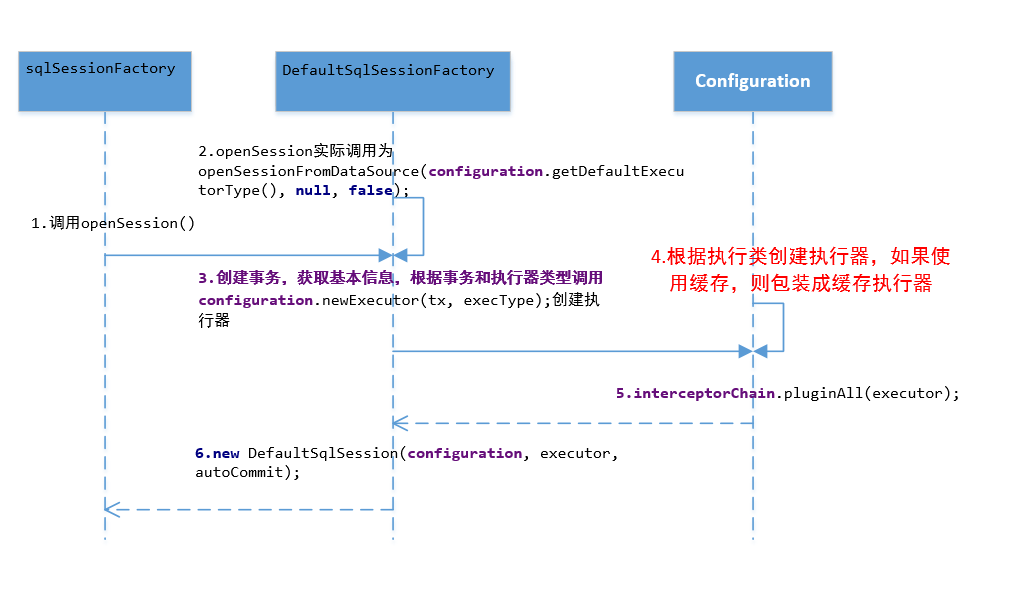 sqlSessionFactory
DefaultSqlSessionFactory
Configuration
2.openSession实际调用为
openSessionFromDataSource(configuration.getDefaultExecu
torType(), null, false);
1.调用openSession()
3.创建事务，获取基本信息，根据事务和执行器类型调用
configuration.newExecutor(tx, execType);创建执
行器
4.根据执行类创建执行器，如果使
用缓存，则包装成缓存执行器
5.interceptorChain.pluginAll(executor);
6.new DefaultSqlSession(configuration, executor,
autoCommit);